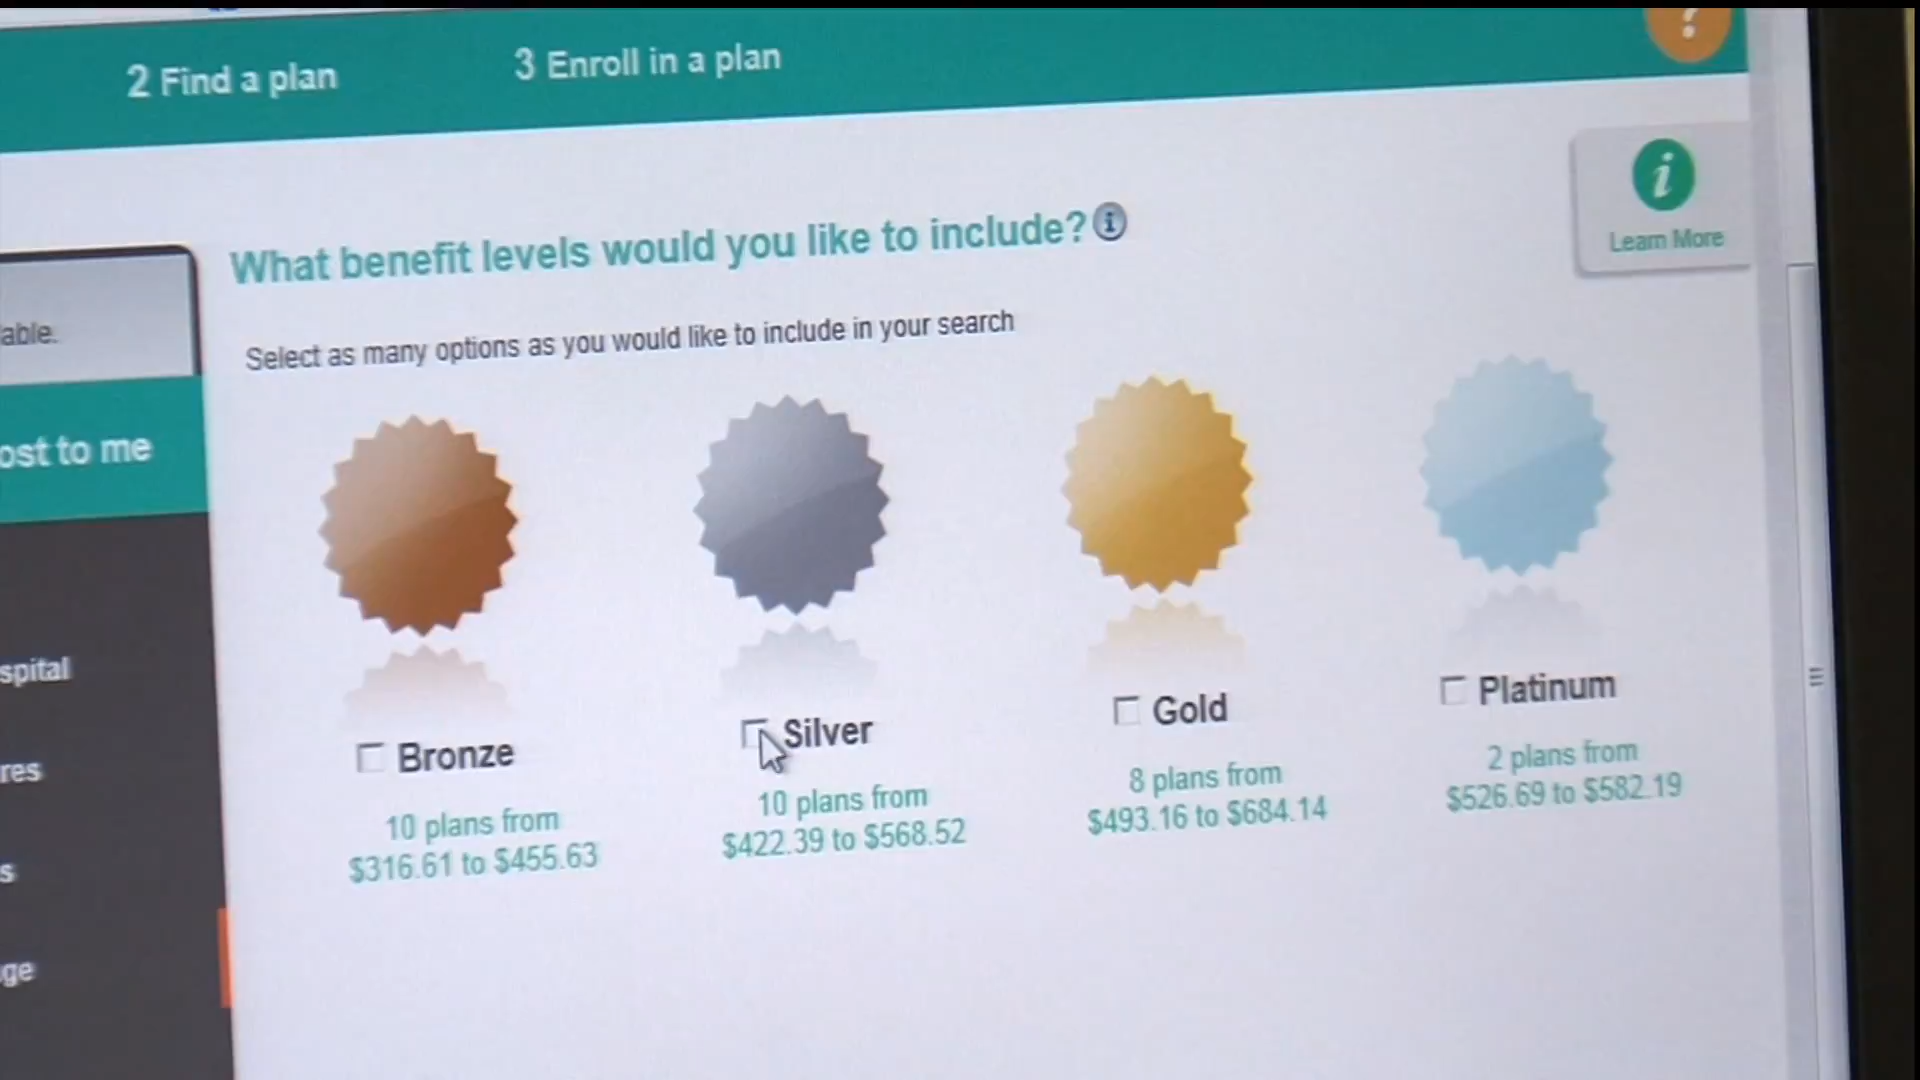 2 Find a plan
3 Enroll in a plan
?
i
Learn More
What benefit levels would you like to include? i
Select as many options as you would like to include in your search
able.
ost to me
spital
res
s
ge
Bronze
10 plans from
$316.61 to $455.63
Silver
10 plans from
$422.39 to $568.52
Gold
8 plans from
$493.16 to $684.14
Platinum
2 plans from
$526.69 to $582.19